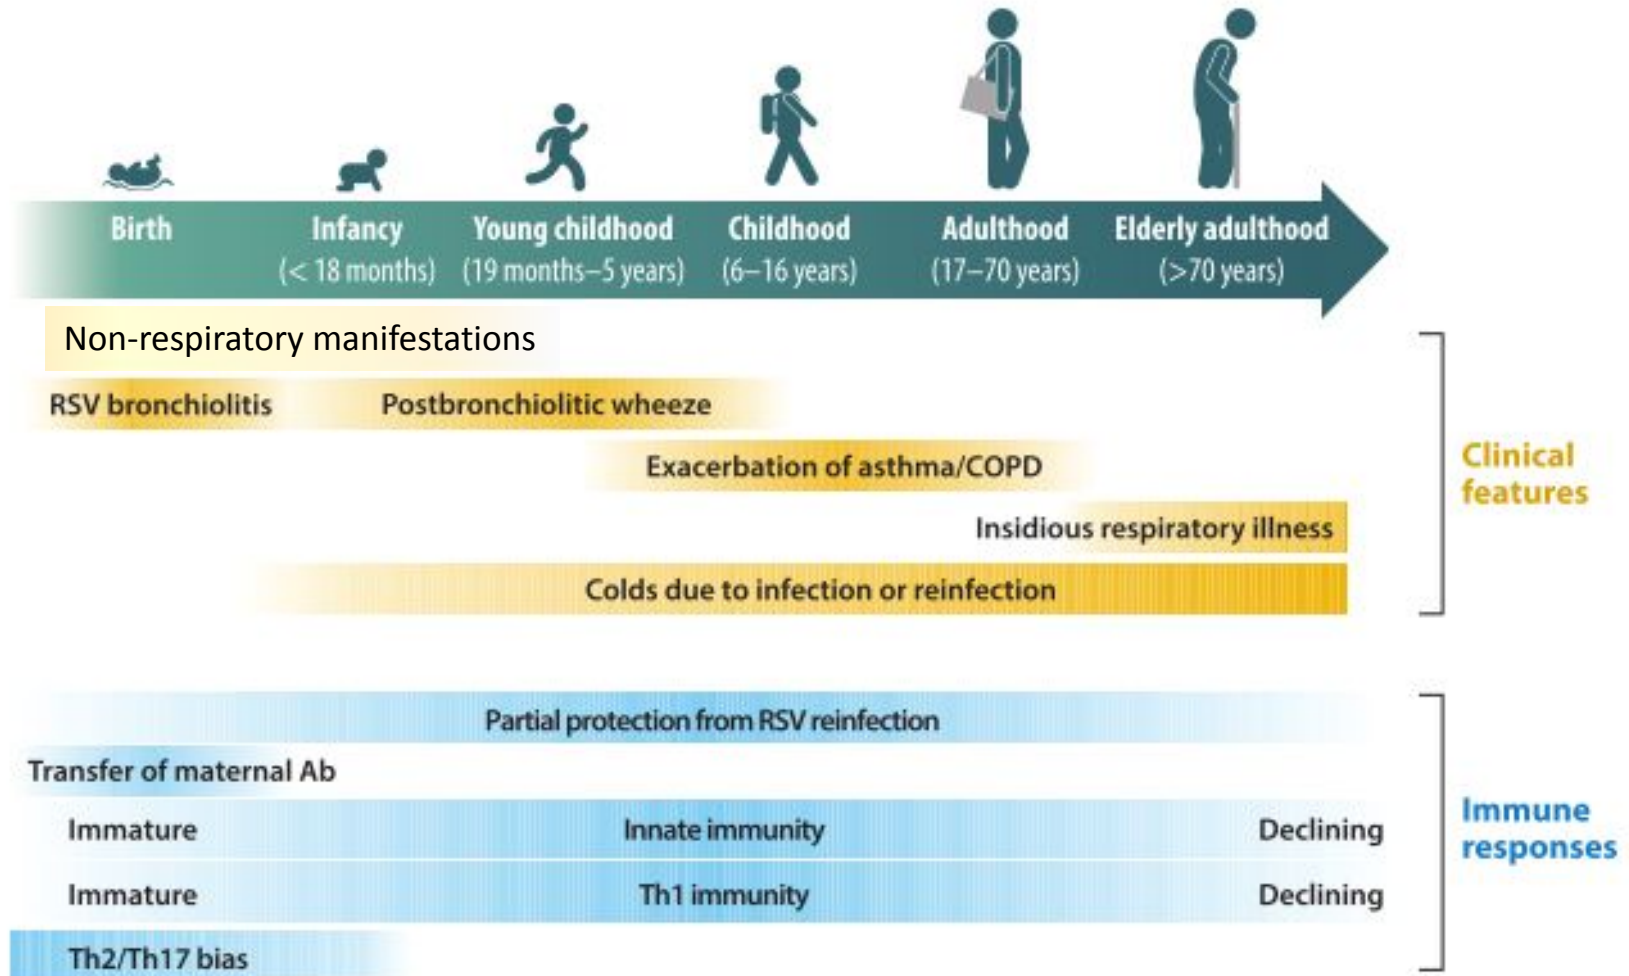 Birth
Infancy
(< 18 months)
Young childhood
(19 months–5 years)
Childhood
(6–16 years)
Adulthood
(17–70 years)
Elderly adulthood
(>70 years)
Non-respiratory manifestations
RSV bronchiolitis
Postbronchiolitic wheeze
Exacerbation of asthma/COPD
Insidious respiratory illness
Colds due to infection or reinfection
Clinical
features
Partial protection from RSV reinfection
Transfer of maternal Ab
Immature
Innate immunity
Declining
Immature
Th1 immunity
Declining
Th2/Th17 bias
Immune
responses